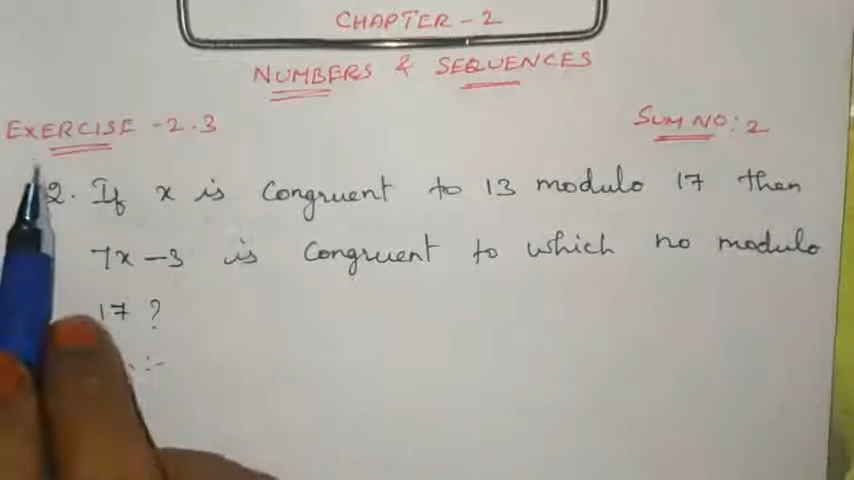 CHAPTER - 2
NUMBERS & SEQUENCES
EXERCISE - 2.3
SUM NO: 2
2. If x is congruent to 13 modulo 17 then
7x - 3 is congruent to which no modulo
17 ?